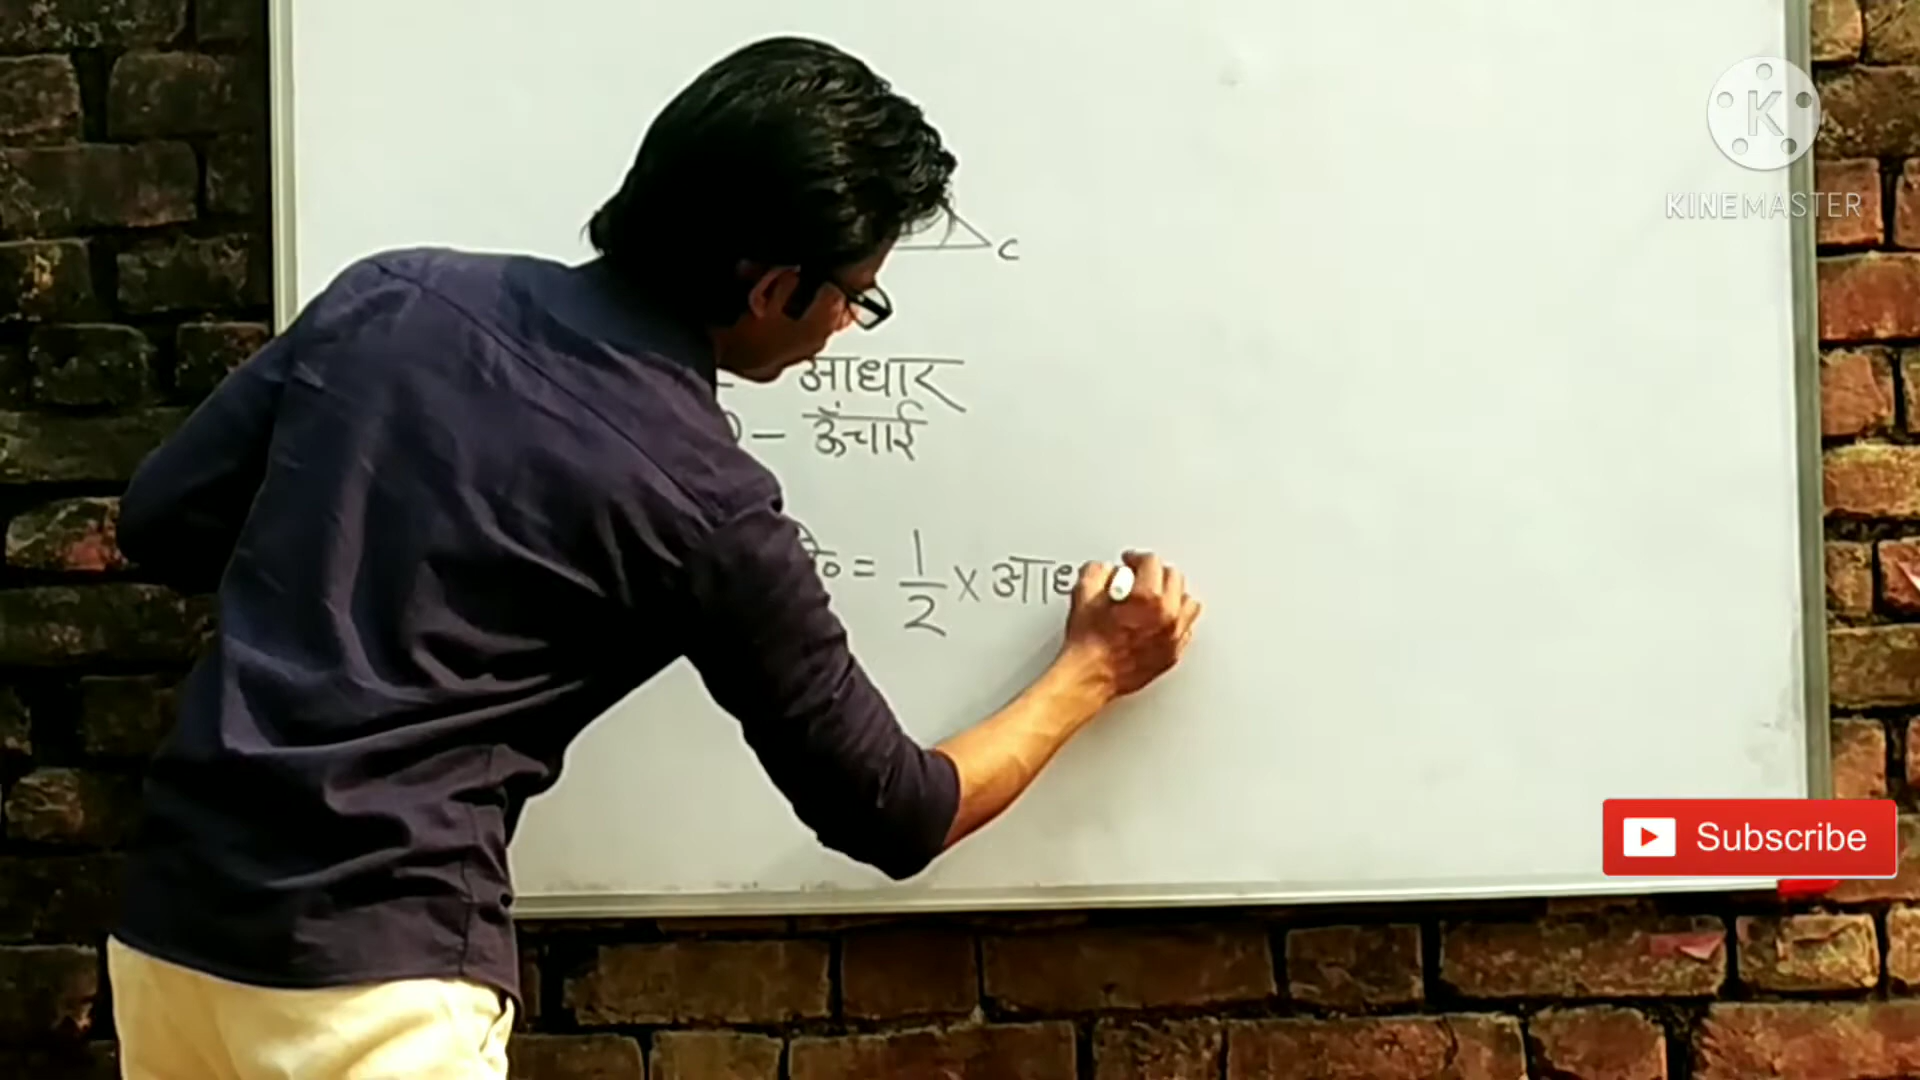 K
KINEMASTER
C
- आधार
- ऊँचाई
= 1/2 × आध
Subscribe